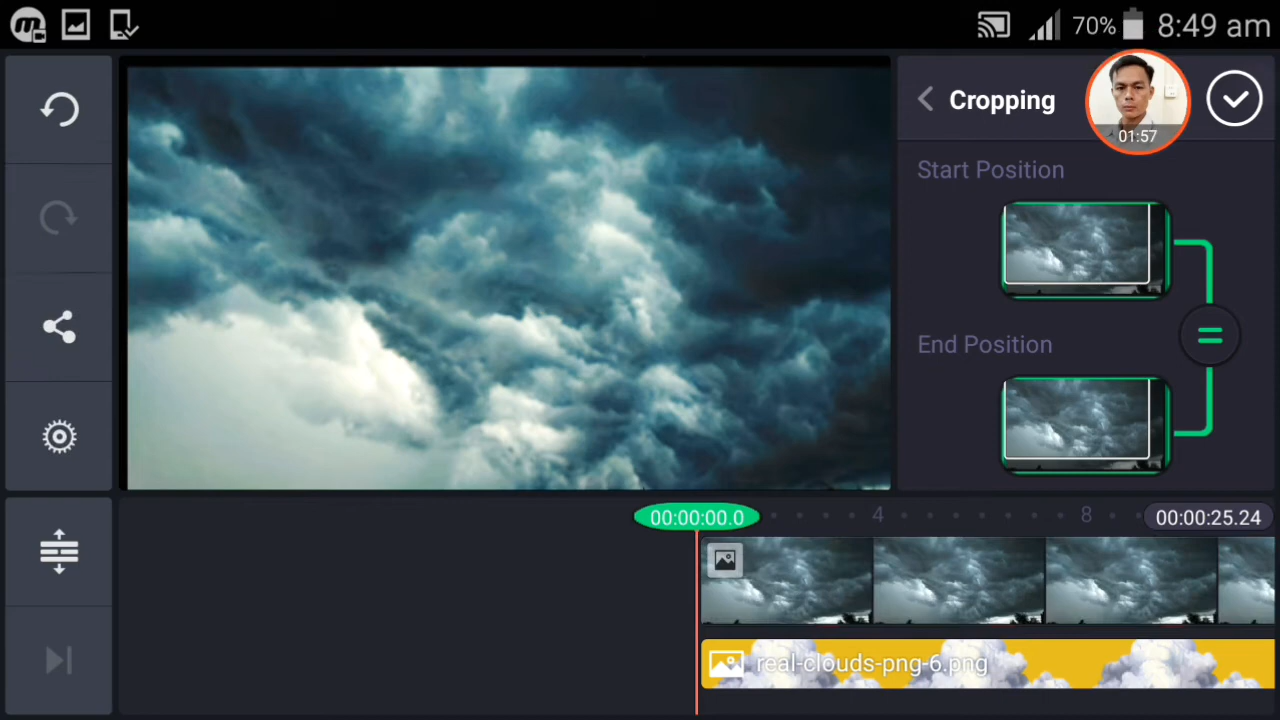 70% 8:49 am
Cropping
01:57
Start Position
End Position
00:00:00.0 4 8 00:00:25.24
real-clouds-png-6.png